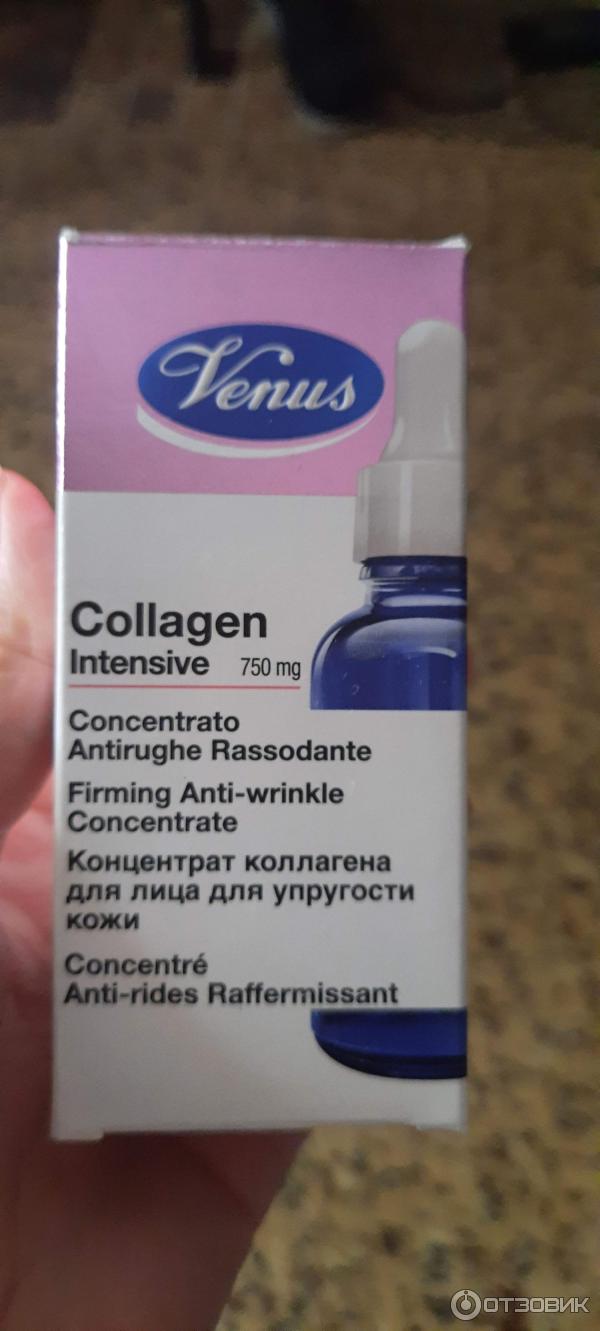 Venus
Collagen
Intensive 750 mg
Concentrato
Antirughe Rassodante
Firming Anti-wrinkle
Concentrate
Концентрат коллагена
для лица для упругости
кожи
Concentré
Anti-rides Raffermissant
ОТЗОВИК